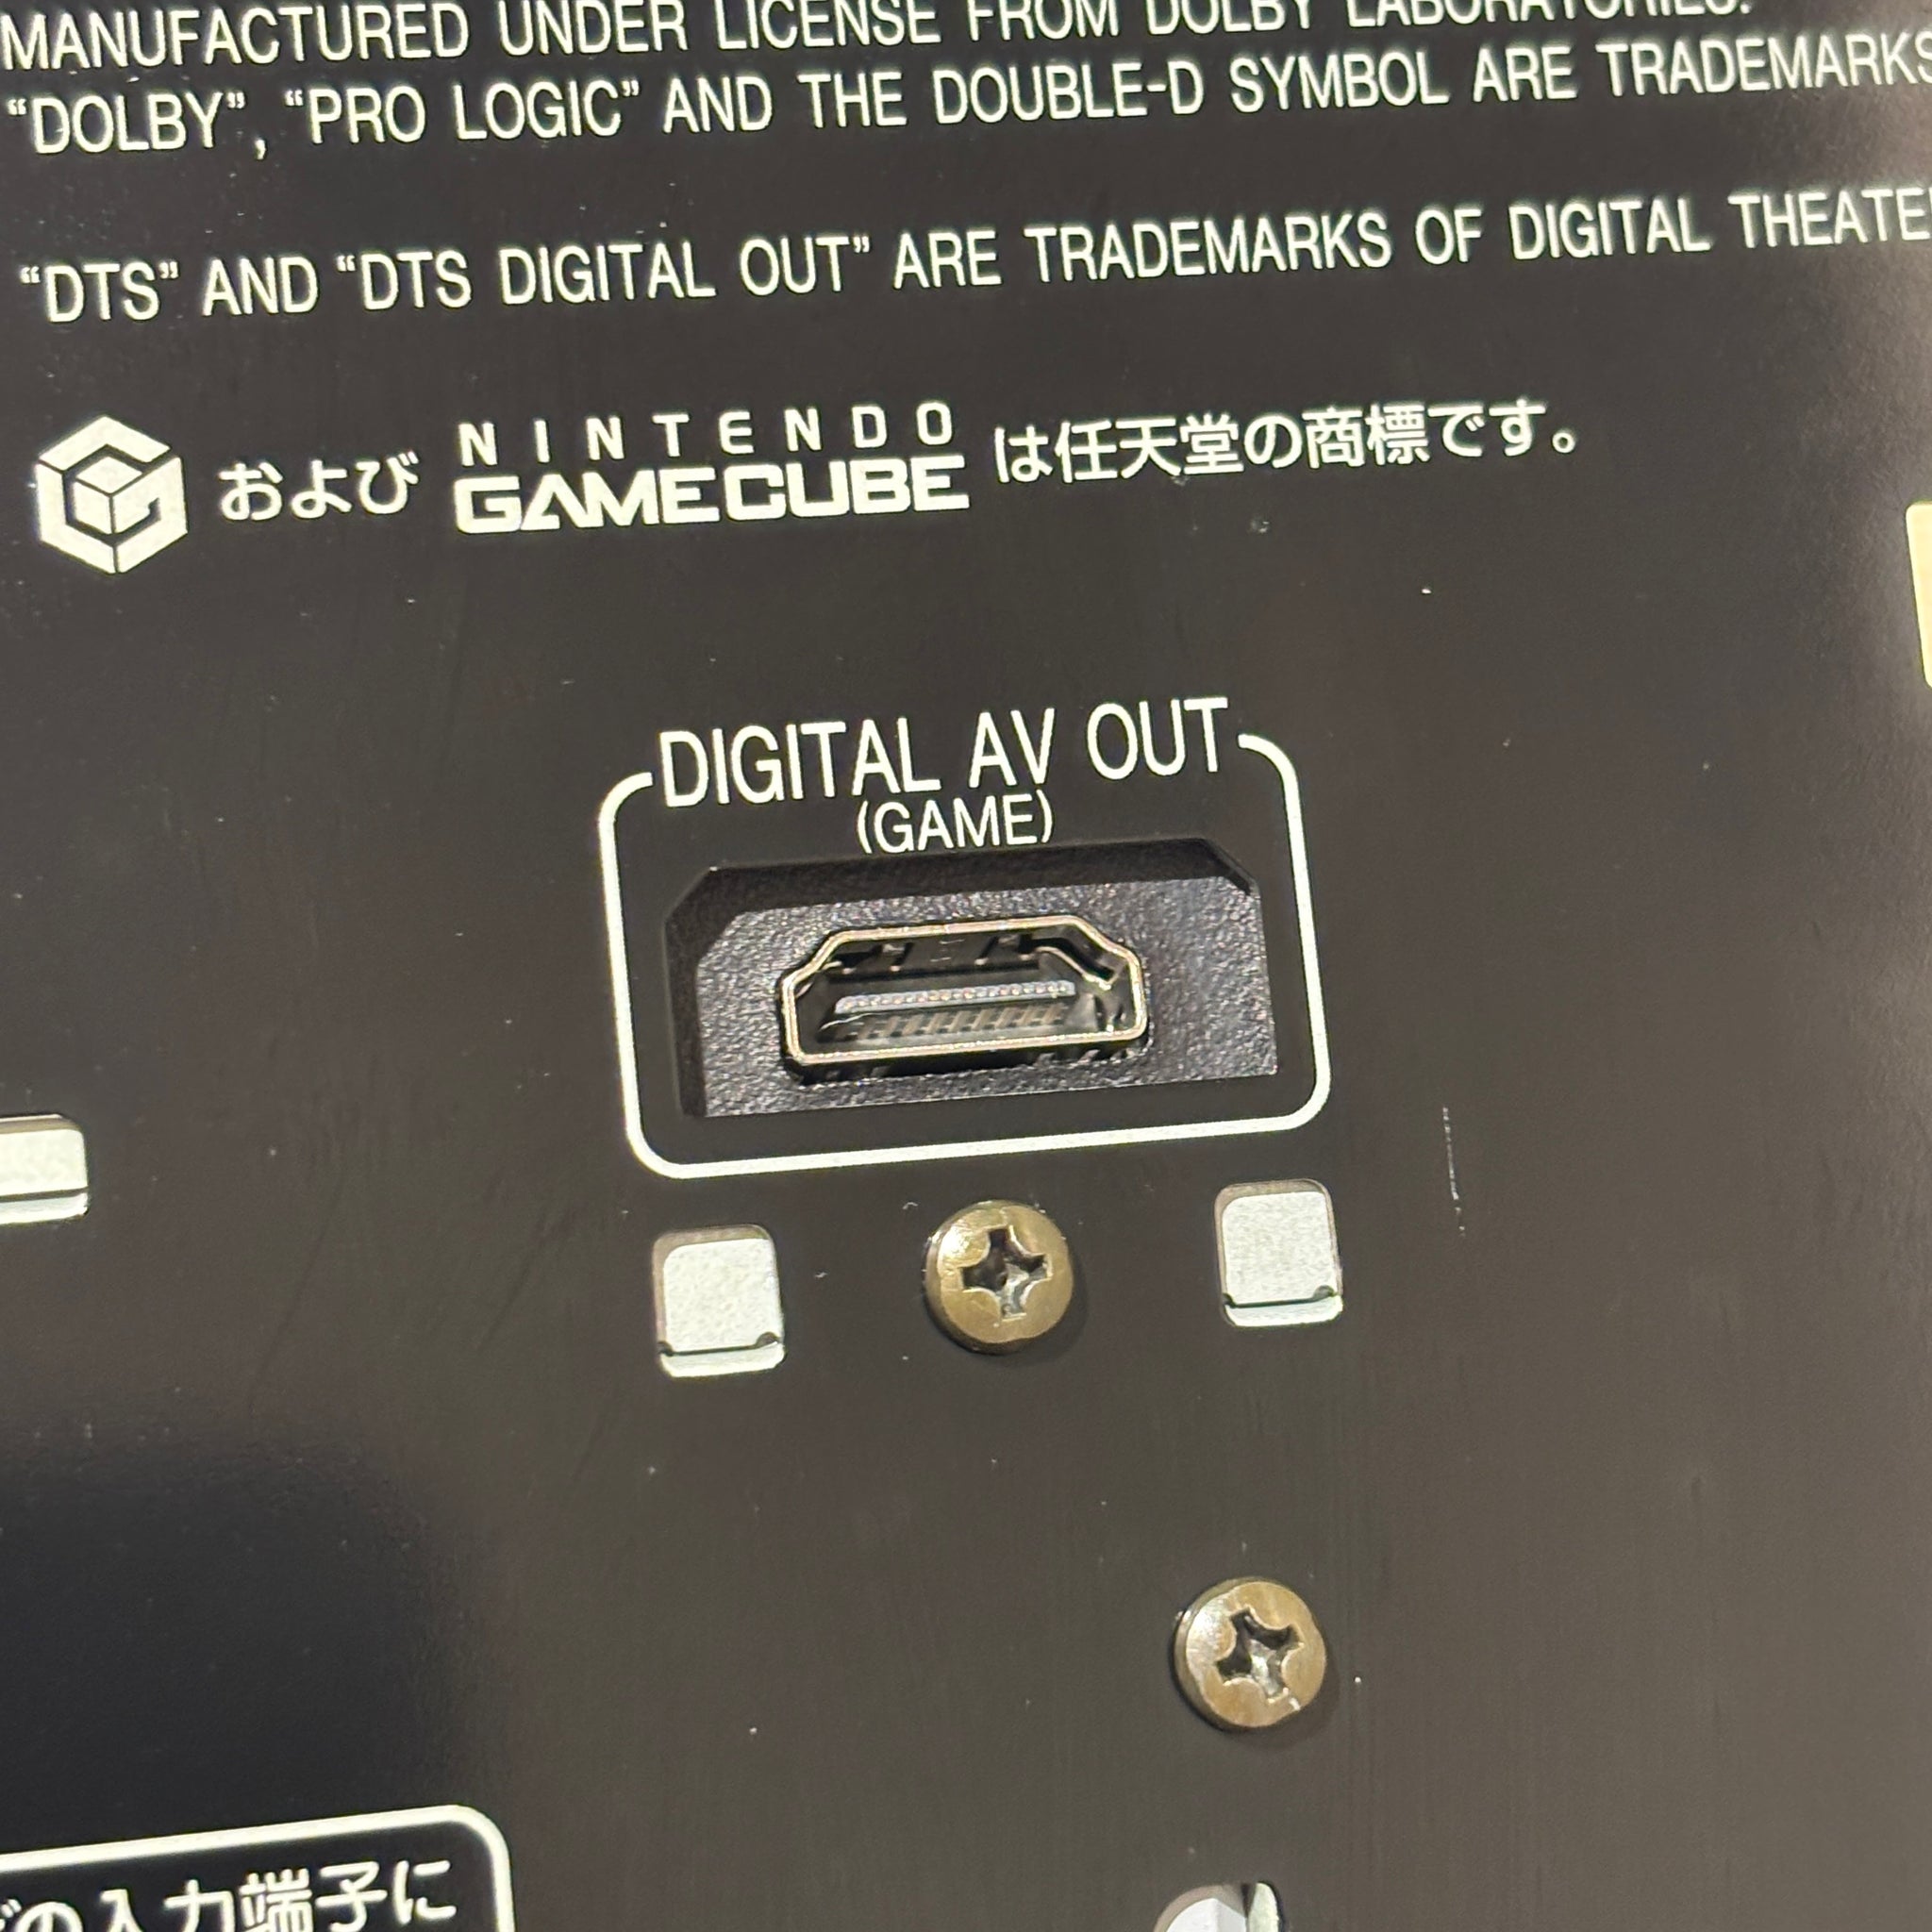 MANUFACTURED UNDER LICENSE FROM DOLBY LABORATORIES.
“DOLBY”, “PRO LOGIC” AND THE DOUBLE-D SYMBOL ARE TRADEMARKS
“DTS” AND “DTS DIGITAL OUT” ARE TRADEMARKS OF DIGITAL THEATE
および NINTENDO GAMECUBE は任天堂の商標です。
DIGITAL AV OUT
(GAME)
の入力端子に